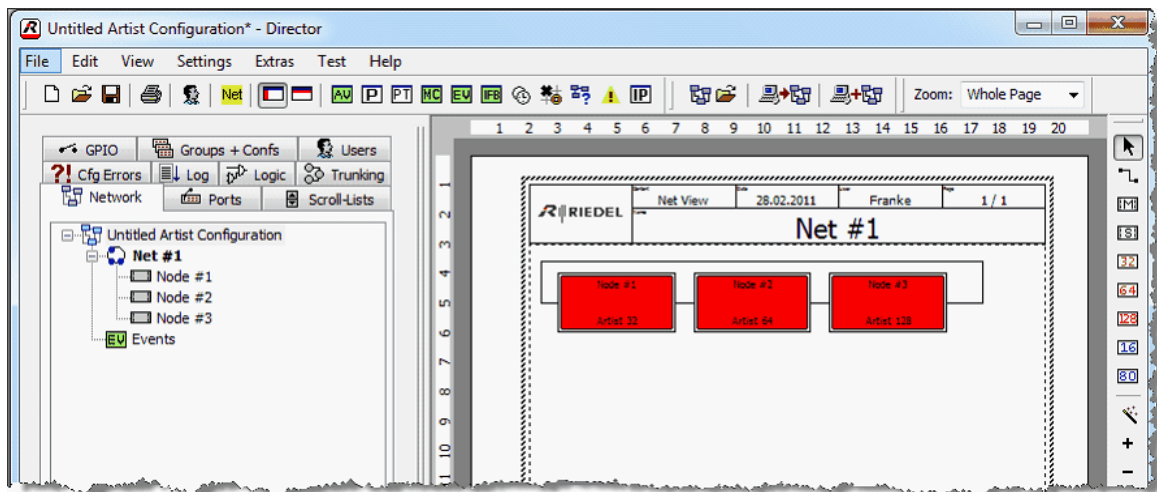 Untitled Artist Configuration* - Director
File Edit View Settings Extras Test Help
Net AU P PT MC EV IFB IP Zoom: Whole Page
1 2 3 4 5 6 7 8 9 10 11 12 13 14 15 16 17 18 19 20
GPIO Groups + Confs Users
?! Cfg Errors Log Logic Trunking
Network Ports Scroll-Lists
Untitled Artist Configuration
Net #1
Node #1
Node #2
Node #3
EV Events
1
2
3
4
5
6
7
8
9
10
11
RIEDEL
Net View 28.02.2011 Franke Page 1 / 1
Net #1
Node #1 Node #2 Node #3
Artist 32 Artist 64 Artist 128
M
S
32
64
128
16
80
+
-